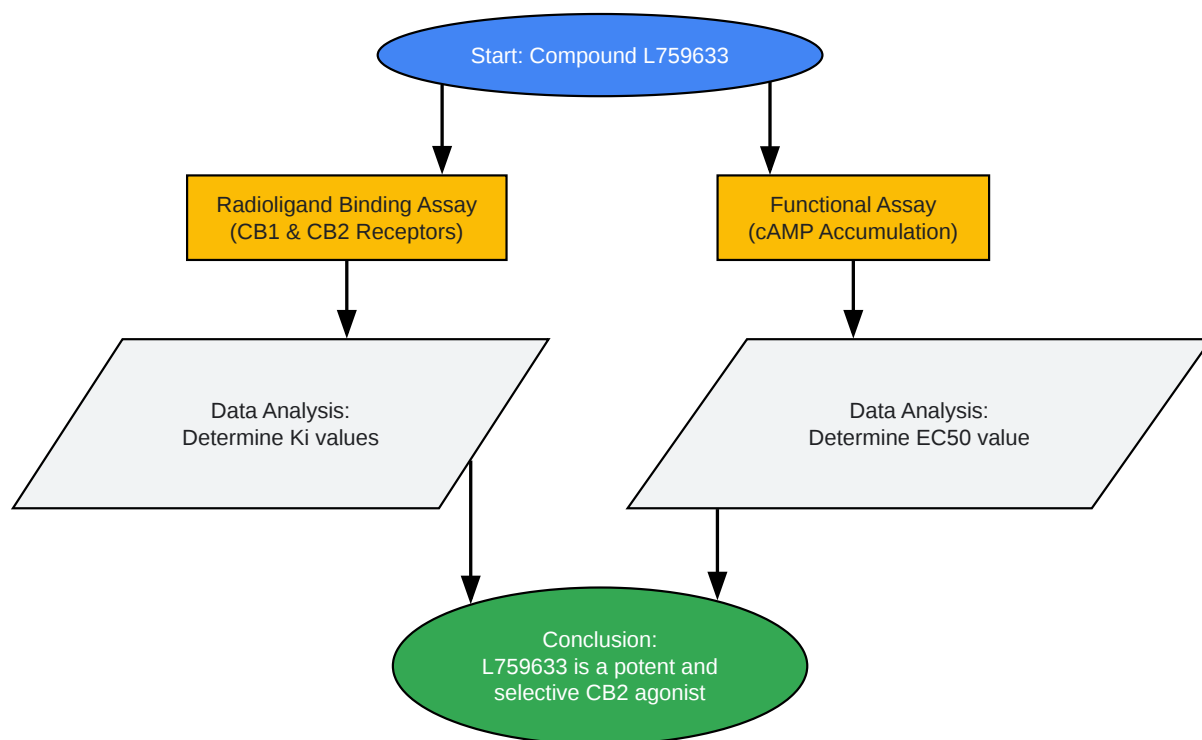 Start: Compound L759633
Radioligand Binding Assay
(CB1 & CB2 Receptors)
Functional Assay
(cAMP Accumulation)
Data Analysis:
Determine Ki values
Data Analysis:
Determine EC50 value
Conclusion:
L759633 is a potent and
selective CB2 agonist